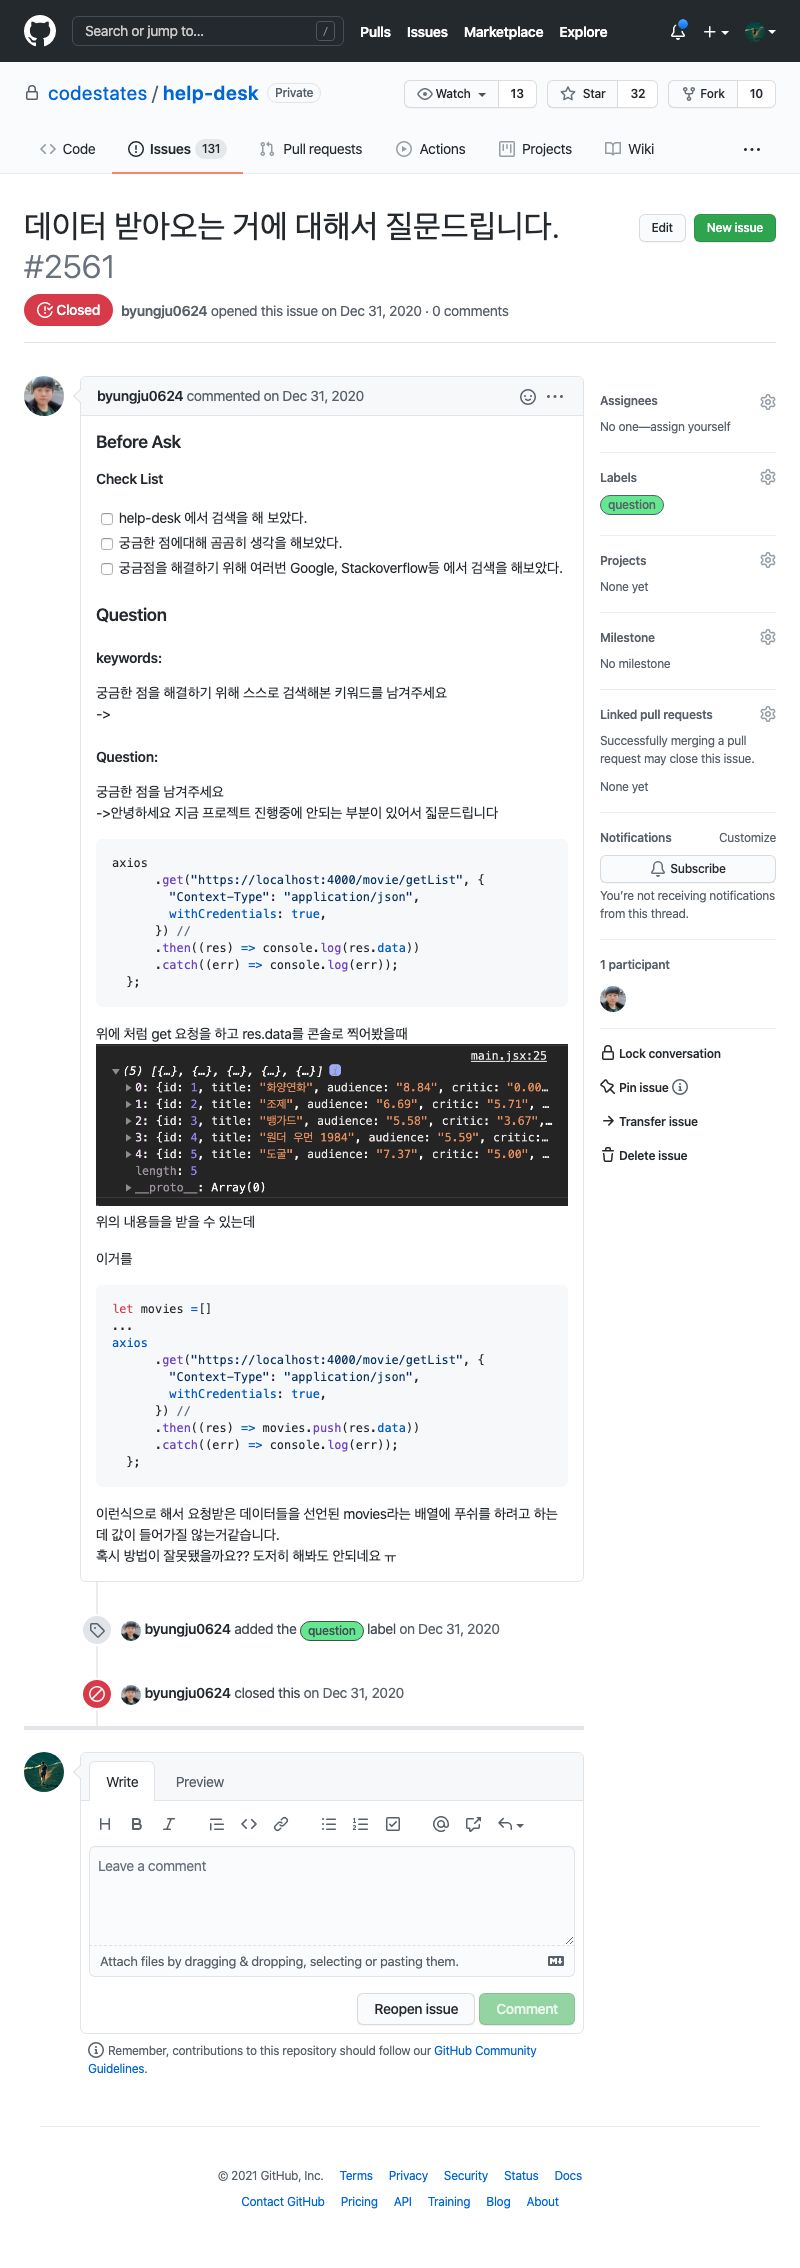 Search or jump to... /
Pulls Issues Marketplace Explore
codestates / help-desk Private
Watch 13 Star 32 Fork 10
Code Issues 131 Pull requests Actions Projects Wiki
데이터 받아오는 거에 대해서 질문드립니다.
#2561
Edit New issue
Closed byungju0624 opened this issue on Dec 31, 2020 · 0 comments
byungju0624 commented on Dec 31, 2020
Before Ask
Check List
help-desk 에서 검색을 해 보았다.
궁금한 점에대해 곰곰히 생각을 해보았다.
궁금점을 해결하기 위해 여러번 Google, Stackoverflow등 에서 검색을 해보았다.
Question
keywords:
궁금한 점을 해결하기 위해 스스로 검색해본 키워드를 남겨주세요
->
Question:
궁금한 점을 남겨주세요
->안녕하세요 지금 프로젝트 진행중에 안되는 부분이 있어서 짋문드립니다
axios
.get("https://localhost:4000/movie/getList", {
"Context-Type": "application/json",
withCredentials: true,
}) //
.then((res) => console.log(res.data))
.catch((err) => console.log(err));
};
위에 처럼 get 요청을 하고 res.data를 콘솔로 찍어봤을때
main.jsx:25
(5) [{…}, {…}, {…}, {…}, {…}]
0: {id: 1, title: "화양연화", audience: "8.84", critic: "0.00…
1: {id: 2, title: "조제", audience: "6.69", critic: "5.71", …
2: {id: 3, title: "뱅가드", audience: "5.58", critic: "3.67",…
3: {id: 4, title: "원더 우먼 1984", audience: "5.59", critic:…
4: {id: 5, title: "도굴", audience: "7.37", critic: "5.00", …
length: 5
__proto__: Array(0)
위의 내용들을 받을 수 있는데
이거를
let movies =[]
...
axios
.get("https://localhost:4000/movie/getList", {
"Context-Type": "application/json",
withCredentials: true,
}) //
.then((res) => movies.push(res.data))
.catch((err) => console.log(err));
};
이런식으로 해서 요청받은 데이터들을 선언된 movies라는 배열에 푸쉬를 하려고 하는
데 값이 들어가질 않는거같습니다.
혹시 방법이 잘못됐을까요?? 도저히 해봐도 안되네요 ㅠ
byungju0624 added the question label on Dec 31, 2020
byungju0624 closed this on Dec 31, 2020
Assignees
No one—assign yourself
Labels
question
Projects
None yet
Milestone
No milestone
Linked pull requests
Successfully merging a pull
request may close this issue.
None yet
Notifications Customize
Subscribe
You're not receiving notifications
from this thread.
1 participant
Lock conversation
Pin issue
Transfer issue
Delete issue
Write Preview
Leave a comment
Attach files by dragging & dropping, selecting or pasting them.
Reopen issue Comment
Remember, contributions to this repository should follow our GitHub Community
Guidelines.
© 2021 GitHub, Inc. Terms Privacy Security Status Docs
Contact GitHub Pricing API Training Blog About